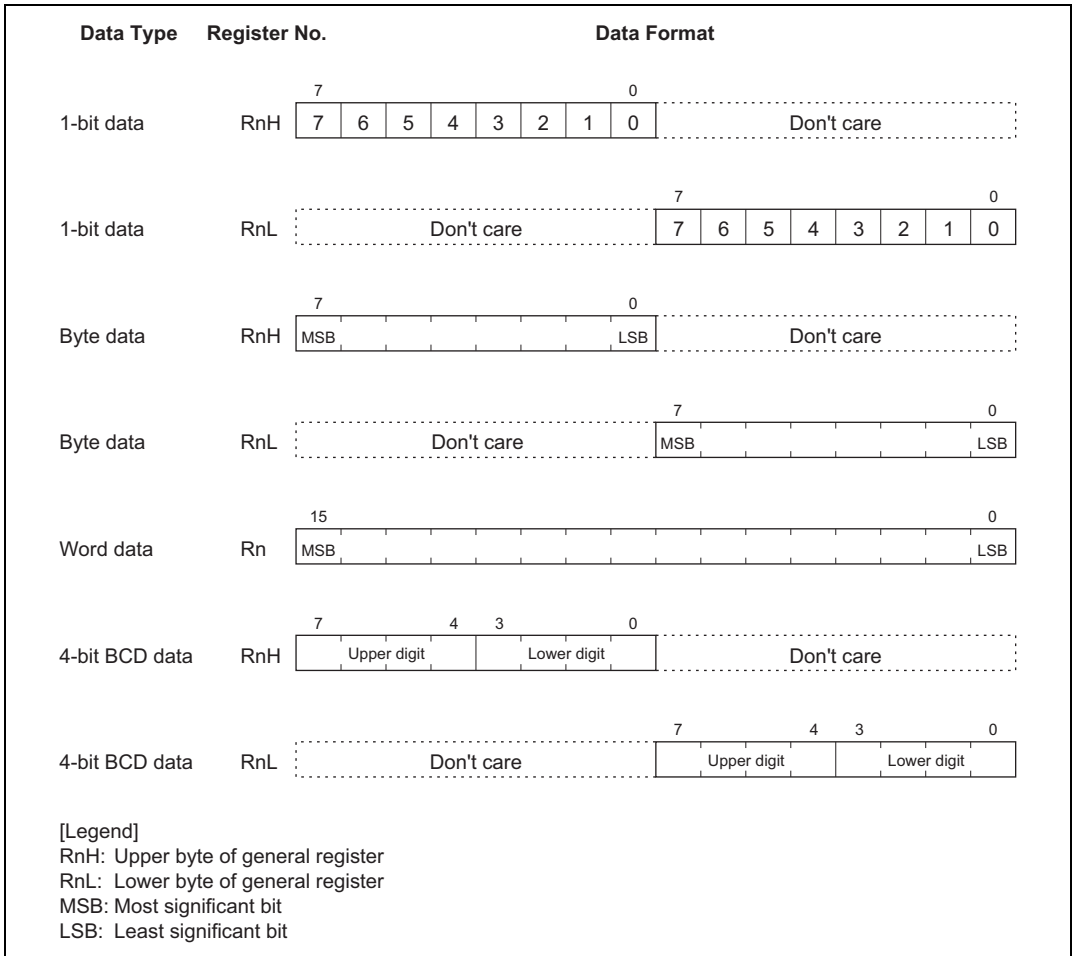 Data Type Register No. Data Format
7 0
1-bit data RnH 7 6 5 4 3 2 1 0 Don't care
7 0
1-bit data RnL Don't care 7 6 5 4 3 2 1 0
7 0
Byte data RnH MSB LSB Don't care
7 0
Byte data RnL Don't care MSB LSB
15 0
Word data Rn MSB LSB
7 4 3 0
4-bit BCD data RnH Upper digit Lower digit Don't care
7 4 3 0
4-bit BCD data RnL Don't care Upper digit Lower digit
[Legend]
RnH: Upper byte of general register
RnL: Lower byte of general register
MSB: Most significant bit
LSB: Least significant bit